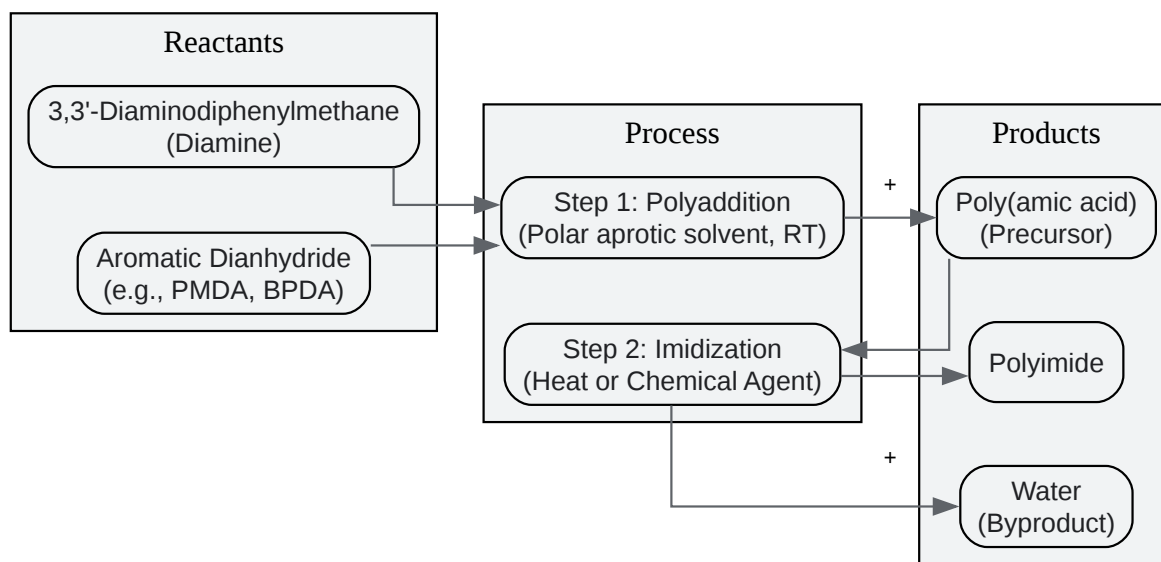 Reactants
3,3'-Diaminodiphenylmethane
(Diamine)
Aromatic Dianhydride
(e.g., PMDA, BPDA)
Process
Step 1: Polyaddition
(Polar aprotic solvent, RT)
Step 2: Imidization
(Heat or Chemical Agent)
+
+
Products
Poly(amic acid)
(Precursor)
Polyimide
Water
(Byproduct)